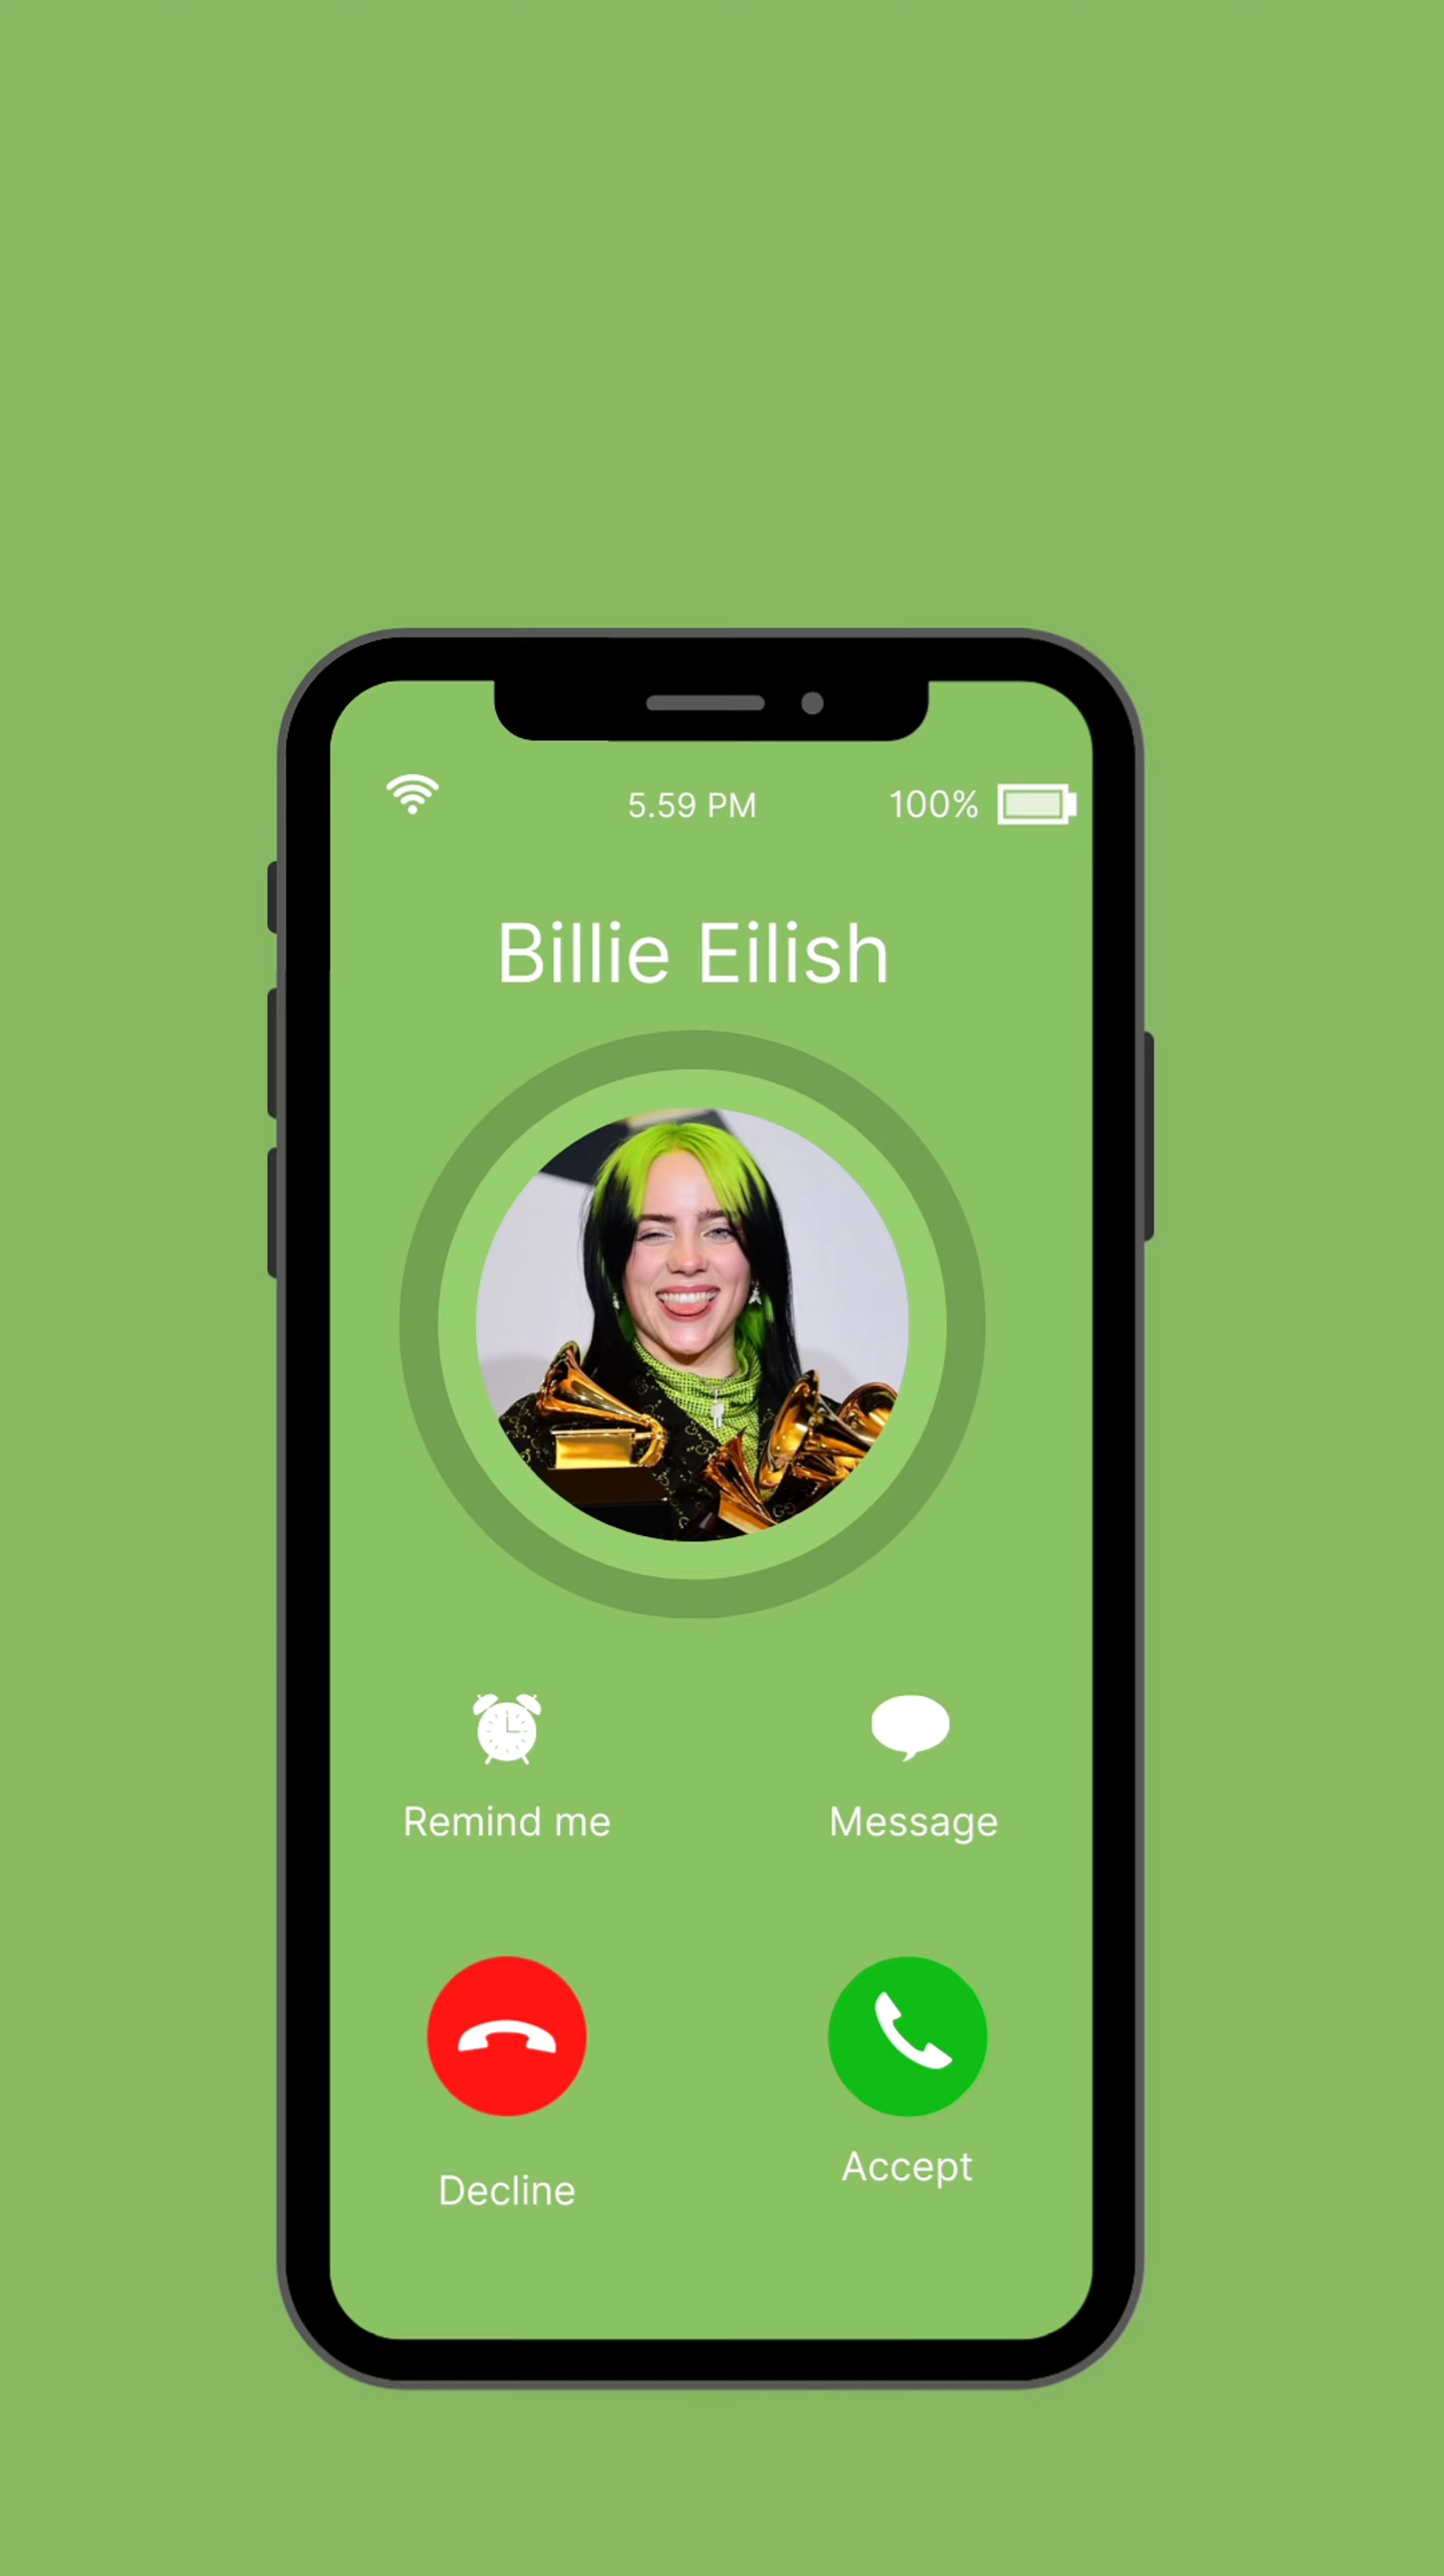 5.59 PM 100%
Billie Eilish
Remind me Message
Accept
Decline